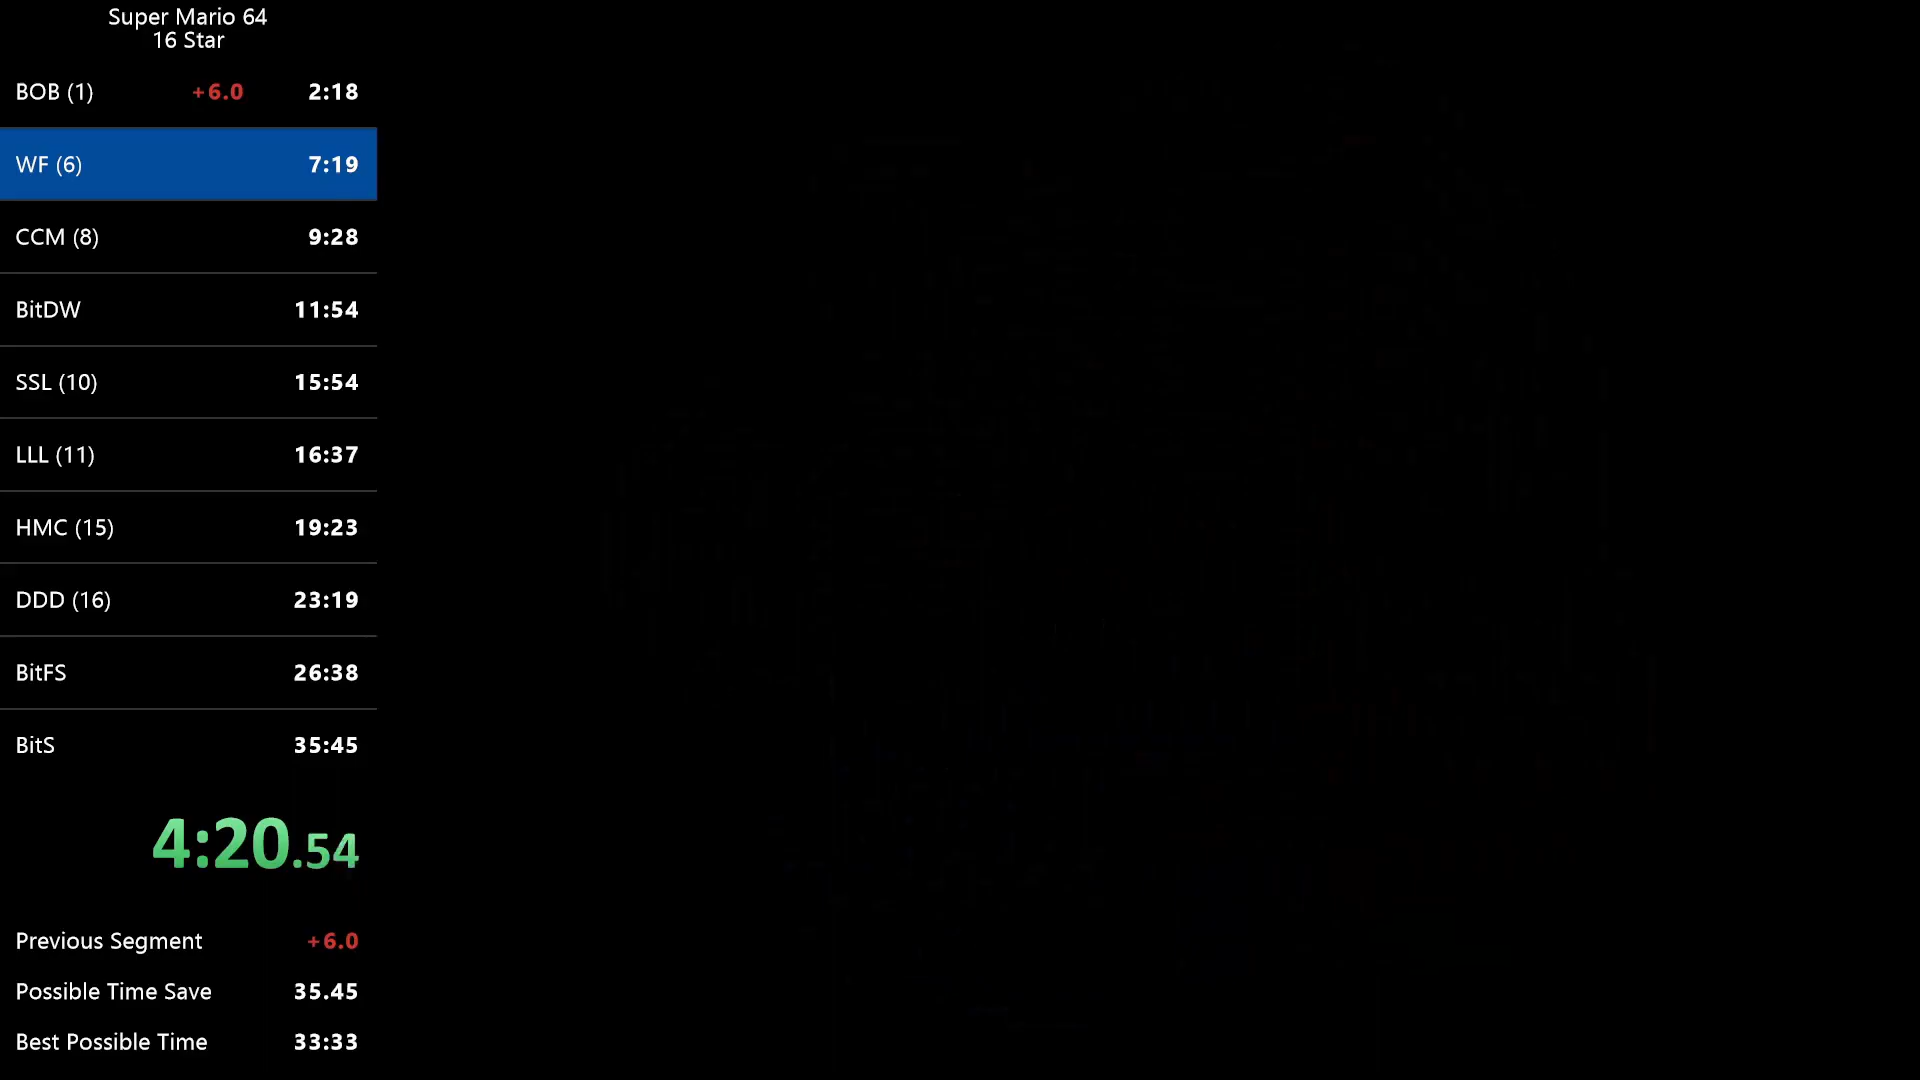 Super Mario 64
16 Star
BOB (1) +6.0 2:18
WF (6) 7:19
CCM (8) 9:28
BitDW 11:54
SSL (10) 15:54
LLL (11) 16:37
HMC (15) 19:23
DDD (16) 23:19
BitFS 26:38
BitS 35:45
4:20.54
Previous Segment +6.0
Possible Time Save 35.45
Best Possible Time 33:33